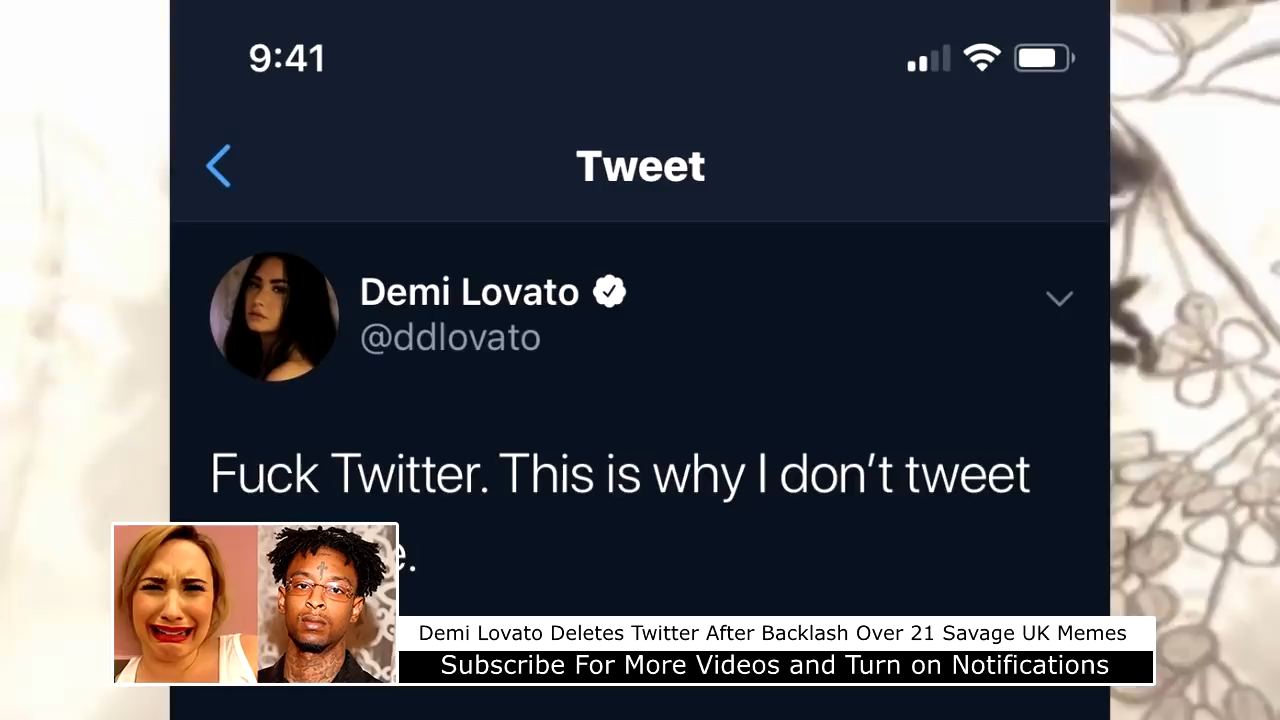 9:41
Tweet
Demi Lovato
@ddlovato
Fuck Twitter. This is why I don't tweet
e.
Demi Lovato Deletes Twitter After Backlash Over 21 Savage UK Memes
Subscribe For More Videos and Turn on Notifications